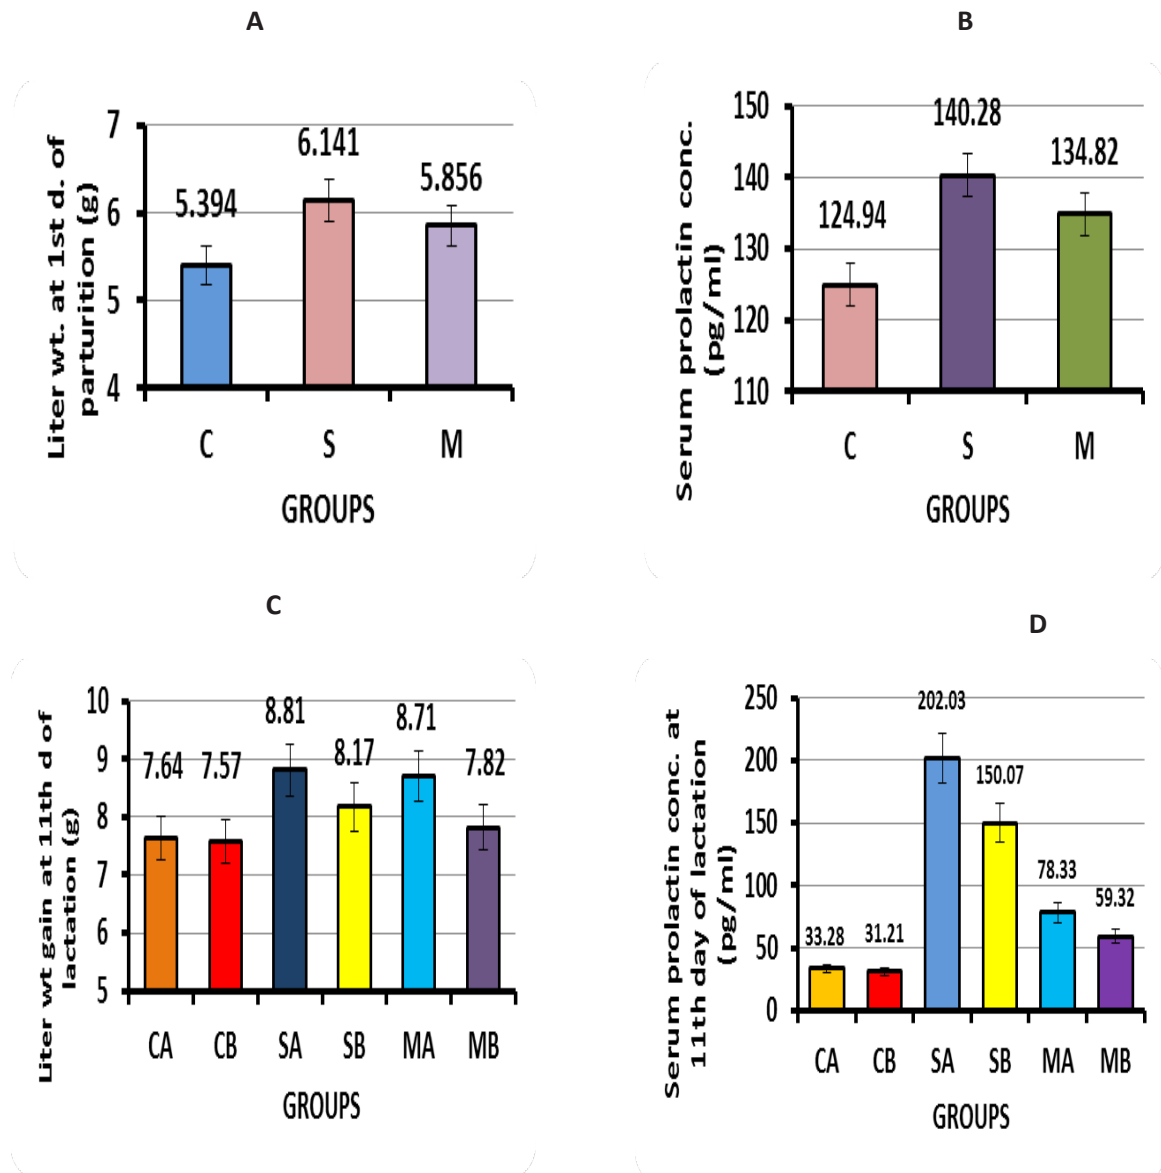 A
Liter wt. at 1st d. of
parturition (g)
7
6
5
4
5.394
6.141
5.856
C S M
GROUPS
B
Serum prolactin conc.
(pg/ml)
150
140
130
120
110
124.94
140.28
134.82
C S M
GROUPS
C
Liter wt gain at 11th d of
lactation (g)
10
9
8
7
6
5
7.64
7.57
8.81
8.17
8.71
7.82
CA CB SA SB MA MB
GROUPS
D
Serum prolactin conc. at
11th day of lactation
(pg/ml)
250
200
150
100
50
0
33.28
31.21
202.03
150.07
78.33
59.32
CA CB SA SB MA MB
GROUPS